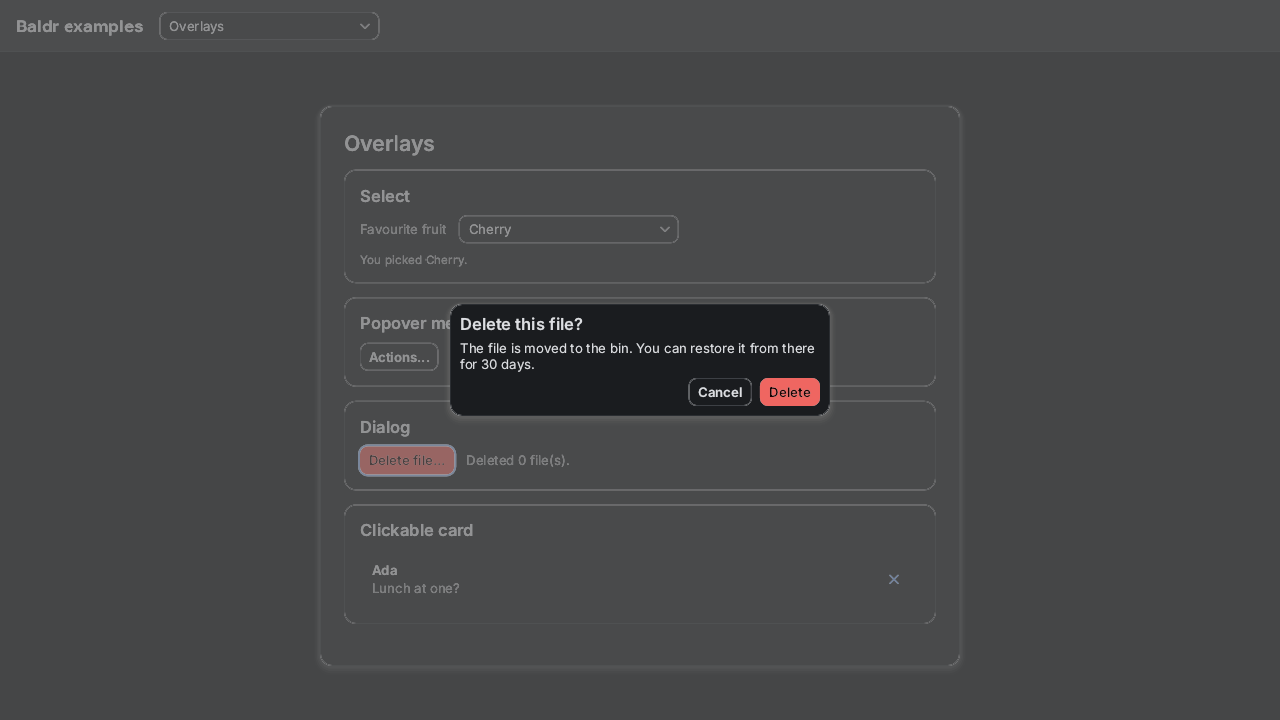 Baldr examples
Overlays
Overlays
Select
Favourite fruit
Cherry
You picked Cherry.
Popover me
Actions...
Delete this file?
The file is moved to the bin. You can restore it from there
for 30 days.
Cancel
Delete
Dialog
Delete file...
Deleted 0 file(s).
Clickable card
Ada
Lunch at one?